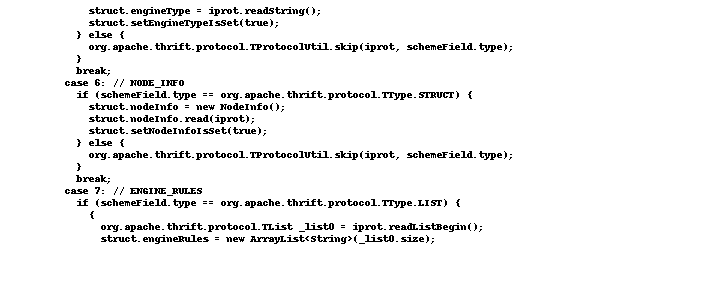 struct.engineType = iprot.readString();
struct.setEngineTypeIsSet(true);
} else {
org.apache.thrift.protocol.TProtocolUtil.skip(iprot, schemeField.type);
}
break;
case 6: // NODE_INFO
if (schemeField.type == org.apache.thrift.protocol.TType.STRUCT) {
struct.nodeInfo = new NodeInfo();
struct.nodeInfo.read(iprot);
struct.setNodeInfoIsSet(true);
} else {
org.apache.thrift.protocol.TProtocolUtil.skip(iprot, schemeField.type);
}
break;
case 7: // ENGINE_RULES
if (schemeField.type == org.apache.thrift.protocol.TType.LIST) {
{
org.apache.thrift.protocol.TList _list0 = iprot.readListBegin();
struct.engineRules = new ArrayList<String>(_list0.size);